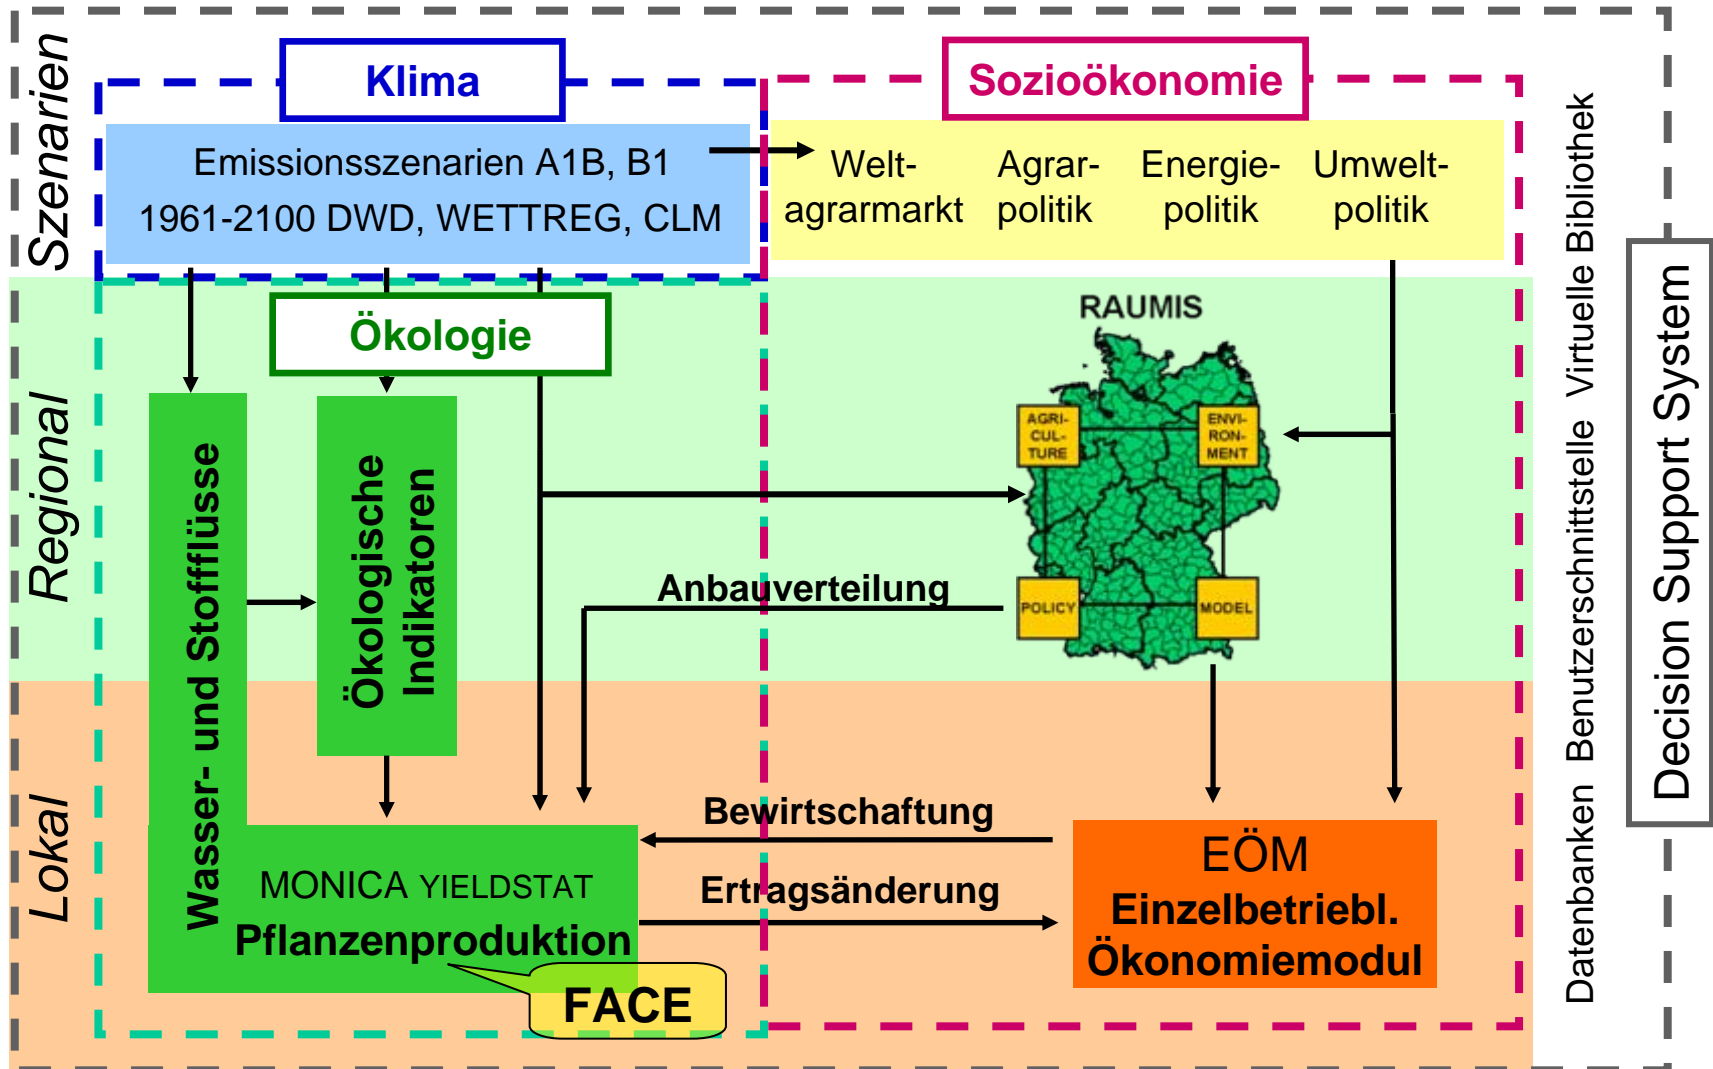 Szenarien
Klima
Sozioökonomie
Emissionsszenarien A1B, B1
1961-2100 DWD, WETTREG, CLM
Welt-
agrarmarkt
Agrar-
politik
Energie-
politik
Umwelt-
politik
Regional
Ökologie
RAUMIS
AGRI-
CUL-
TURE
ENVI-
RON-
MENT
POLICY
MODEL
Wasser- und Stoffflüsse
Ökologische
Indikatoren
Anbauverteilung
Lokal
Bewirtschaftung
Ertragsänderung
MONICA YIELDSTAT
Pflanzenproduktion
FACE
EÖM
Einzelbetriebl.
Ökonomiemodul
Datenbanken Benutzerschnittstelle Virtuelle Bibliothek
Decision Support System